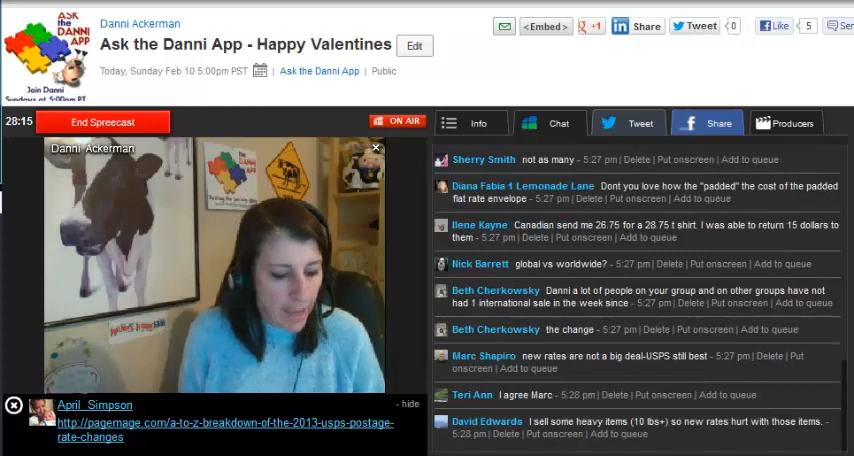 ASK
the
DANNI
APP
Join Danni
Sundays at 5:00pm PT
Danni Ackerman
Ask the Danni App - Happy Valentines
Edit
Today, Sunday Feb 10 5:00pm PST | Ask the Danni App | Public
<Embed>
+1
in Share
Tweet
0
Like
5
28:15
End Spreecast
ON AIR
Info
Chat
Tweet
Share
Producers
Danni Ackerman
Sherry Smith not as many - 5:27 pm | Delete | Put onscreen | Add to queue
Diana Fabia 1 Lemonade Lane Dont you love how the "padded" the cost of the padded
flat rate envelope - 5:27 pm | Delete | Put onscreen | Add to queue
Ilene Kayne Canadian send me 26.75 for a 28.75 t shirt. I was able to return 15 dollars to
them - 5:27 pm | Delete | Put onscreen | Add to queue
Nick Barrett global vs worldwide? - 5:27 pm | Delete | Put onscreen | Add to queue
Beth Cherkowsky Danni a lot of people on your group and on other groups have not
had 1 international sale in the week since - 5:27 pm | Delete | Put onscreen | Add to queue
Beth Cherkowsky the change - 5:27 pm | Delete | Put onscreen | Add to queue
Marc Shapiro new rates are not a big deal-USPS still best - 5:27 pm | Delete | Put
onscreen | Add to queue
Teri Ann I agree Marc - 5:28 pm | Delete | Put onscreen | Add to queue
David Edwards I sell some heavy items (10 lbs+) so new rates hurt with those items. -
5:28 pm | Delete | Put onscreen | Add to queue
April_Simpson
- hide
http://pagemage.com/a-to-z-breakdown-of-the-2013-usps-postage-
rate-changes